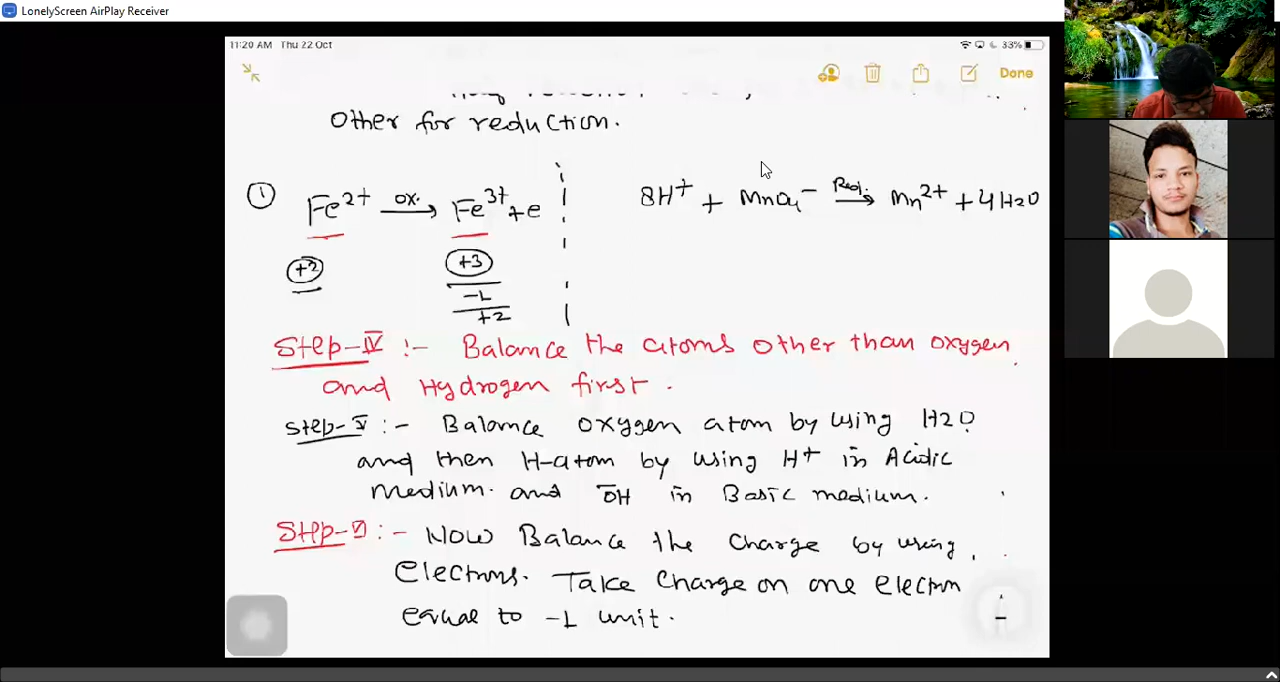 LonelyScreen AirPlay Receiver
11:20 AM Thu 22 Oct
33%
Done
Other for reduction.
① Fe²⁺ ox. → Fe³⁺ + e
8H⁺ + MnO₄⁻ Red. → Mn²⁺ + 4H₂O
+2 +3
-1
+2
Step-IV :- Balance the atoms other than oxygen
and Hydrogen first.
Step-V :- Balance oxygen atom by using H2O
and then H-atom by using H+ in Acidic
medium. and ŌH in Basic medium.
Step-VI :- Now Balance the charge by using
electrons. Take charge on one electron
equal to -1 unit.